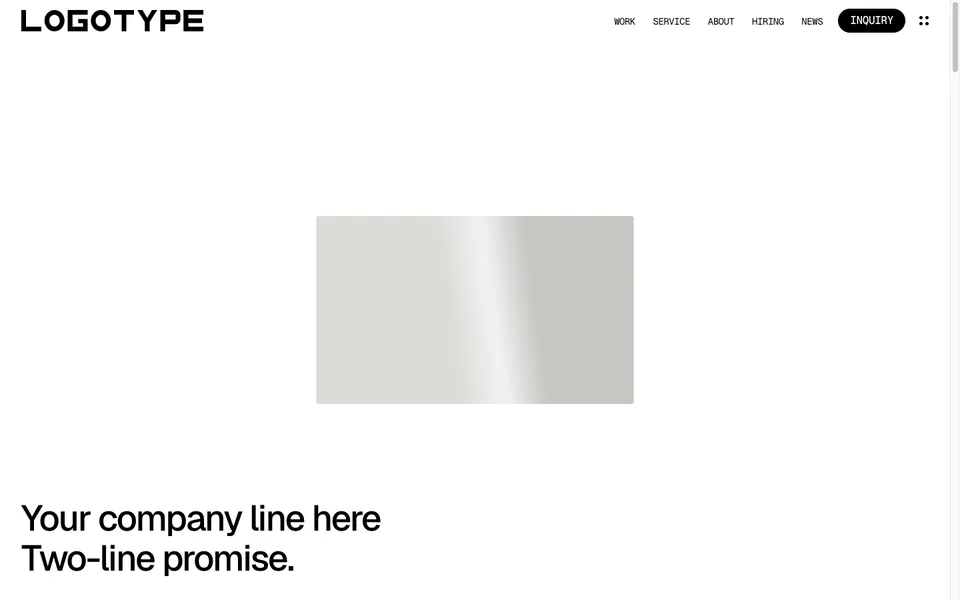 LOGOTYPE
WORK SERVICE ABOUT HIRING NEWS INQUIRY
Your company line here
Two-line promise.